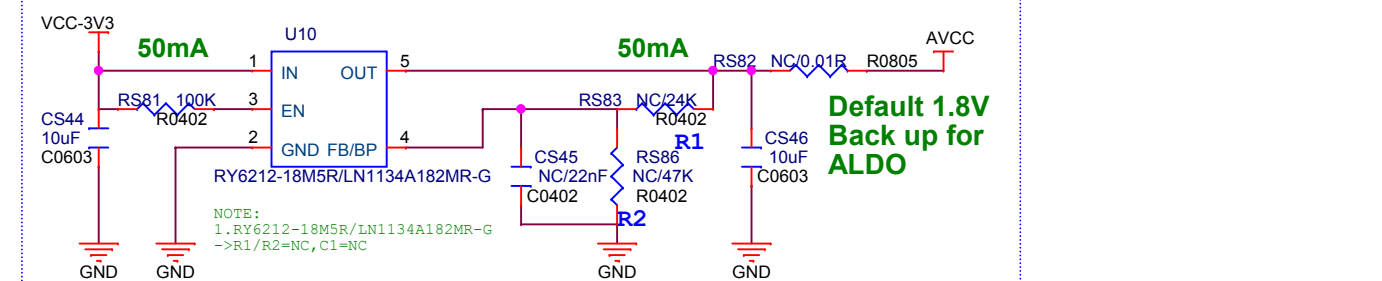 VCC-3V3
50mA
U10
50mA
AVCC
1
IN
OUT
5
RS82
NC/0.01R
R0805
RS81
100K
R0402
3
EN
RS83
NC/24K
R0402
R1
Default 1.8V
Back up for
ALDO
CS44
10uF
C0603
2
GND
FB/BP
4
CS45
NC/22nF
C0402
RS86
NC/47K
R0402
R2
CS46
10uF
C0603
RY6212-18M5R/LN1134A182MR-G
NOTE:
1.RY6212-18M5R/LN1134A182MR-G
->R1/R2=NC,C1=NC
GND
GND
GND
GND